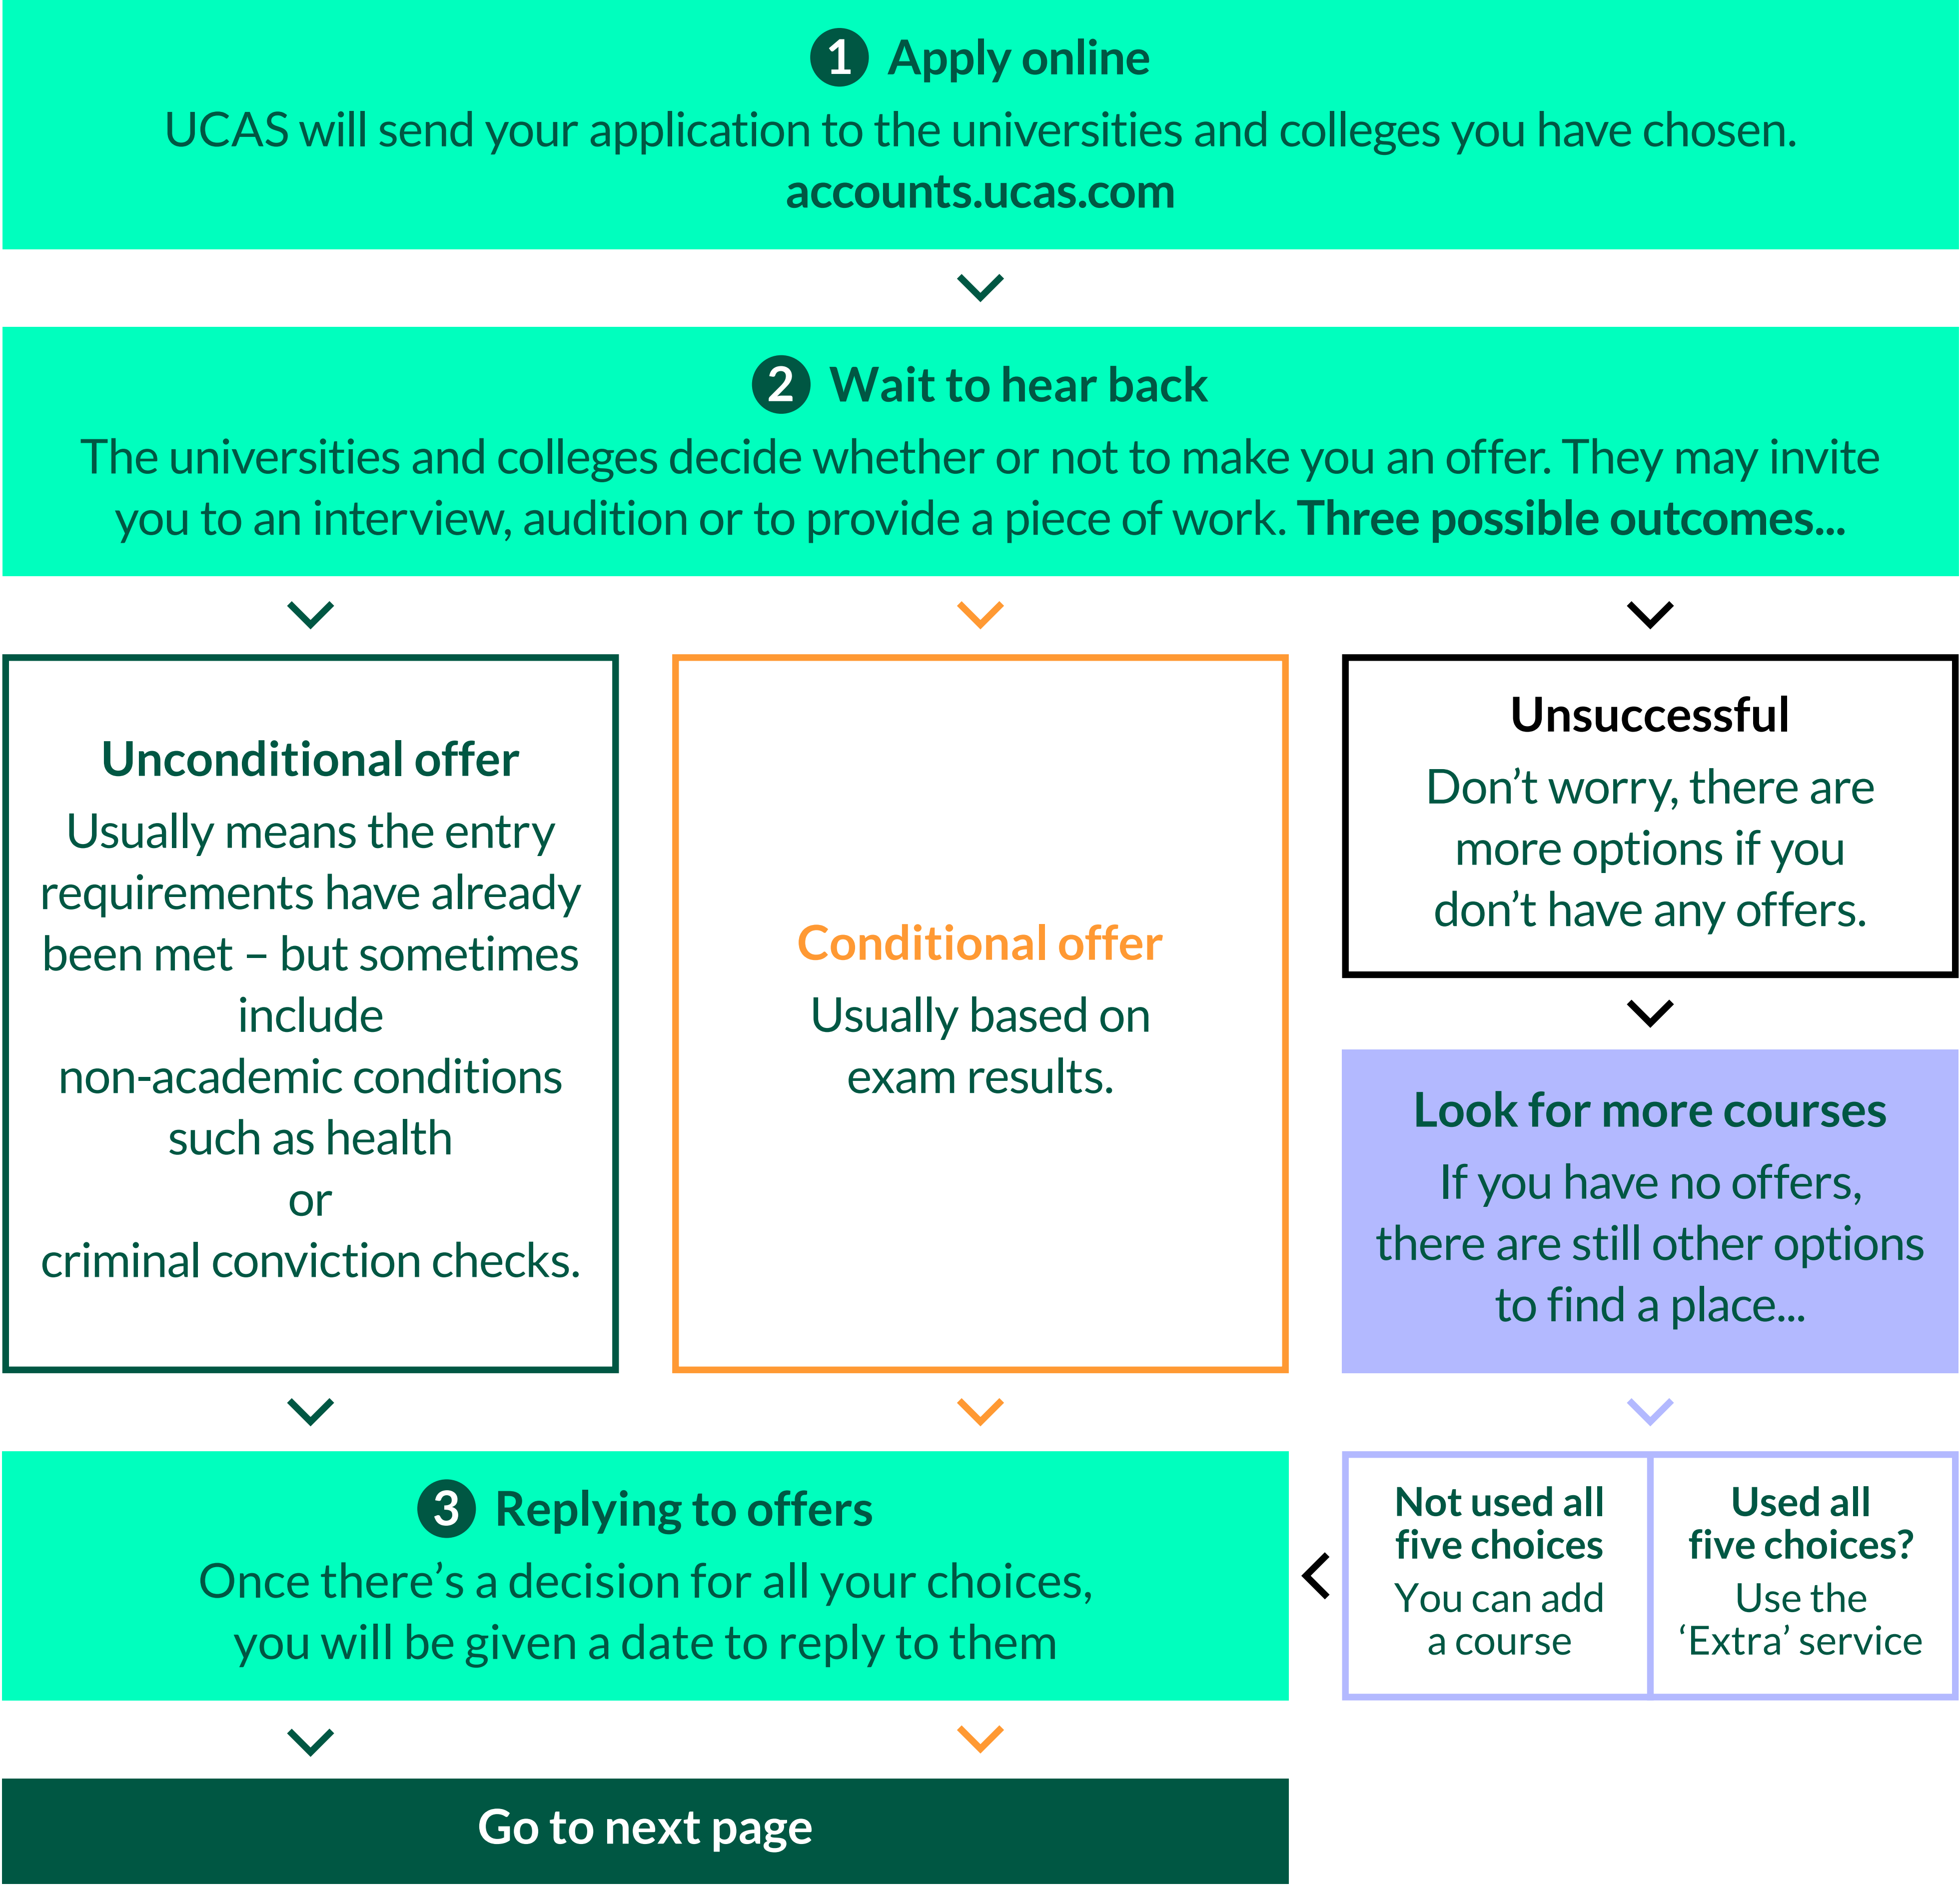 1 Apply online
UCAS will send your application to the universities and colleges you have chosen.
accounts.ucas.com
2 Wait to hear back
The universities and colleges decide whether or not to make you an offer. They may invite
you to an interview, audition or to provide a piece of work. Three possible outcomes...
Unconditional offer
Usually means the entry
requirements have already
been met – but sometimes
include
non-academic conditions
such as health
or
criminal conviction checks.
Conditional offer
Usually based on
exam results.
Unsuccessful
Don’t worry, there are
more options if you
don’t have any offers.
Look for more courses
If you have no offers,
there are still other options
to find a place...
3 Replying to offers
Once there’s a decision for all your choices,
you will be given a date to reply to them
Not used all
five choices
You can add
a course
Used all
five choices?
Use the
‘Extra’ service
Go to next page